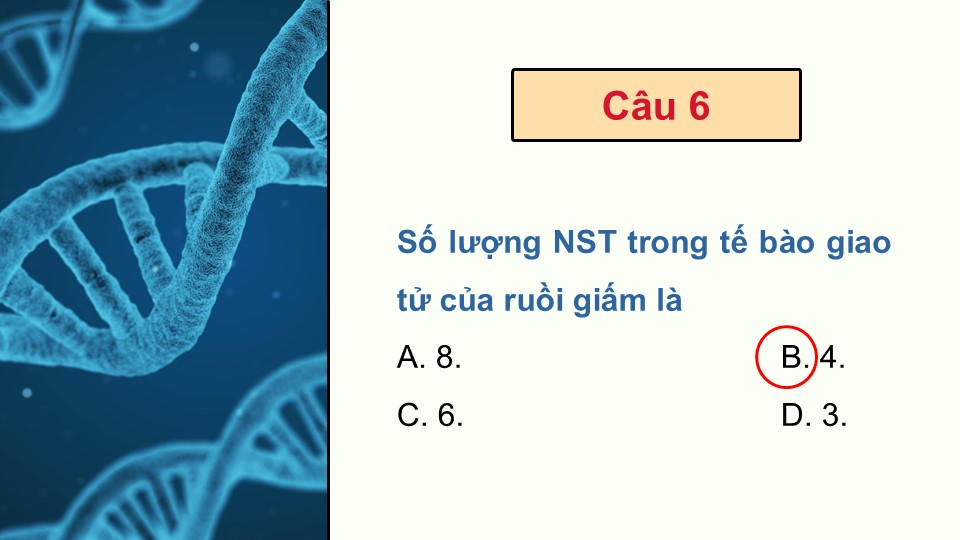 Câu 6
Số lượng NST trong tế bào giao
tử của ruồi giấm là
A. 8. B. 4.
C. 6. D. 3.